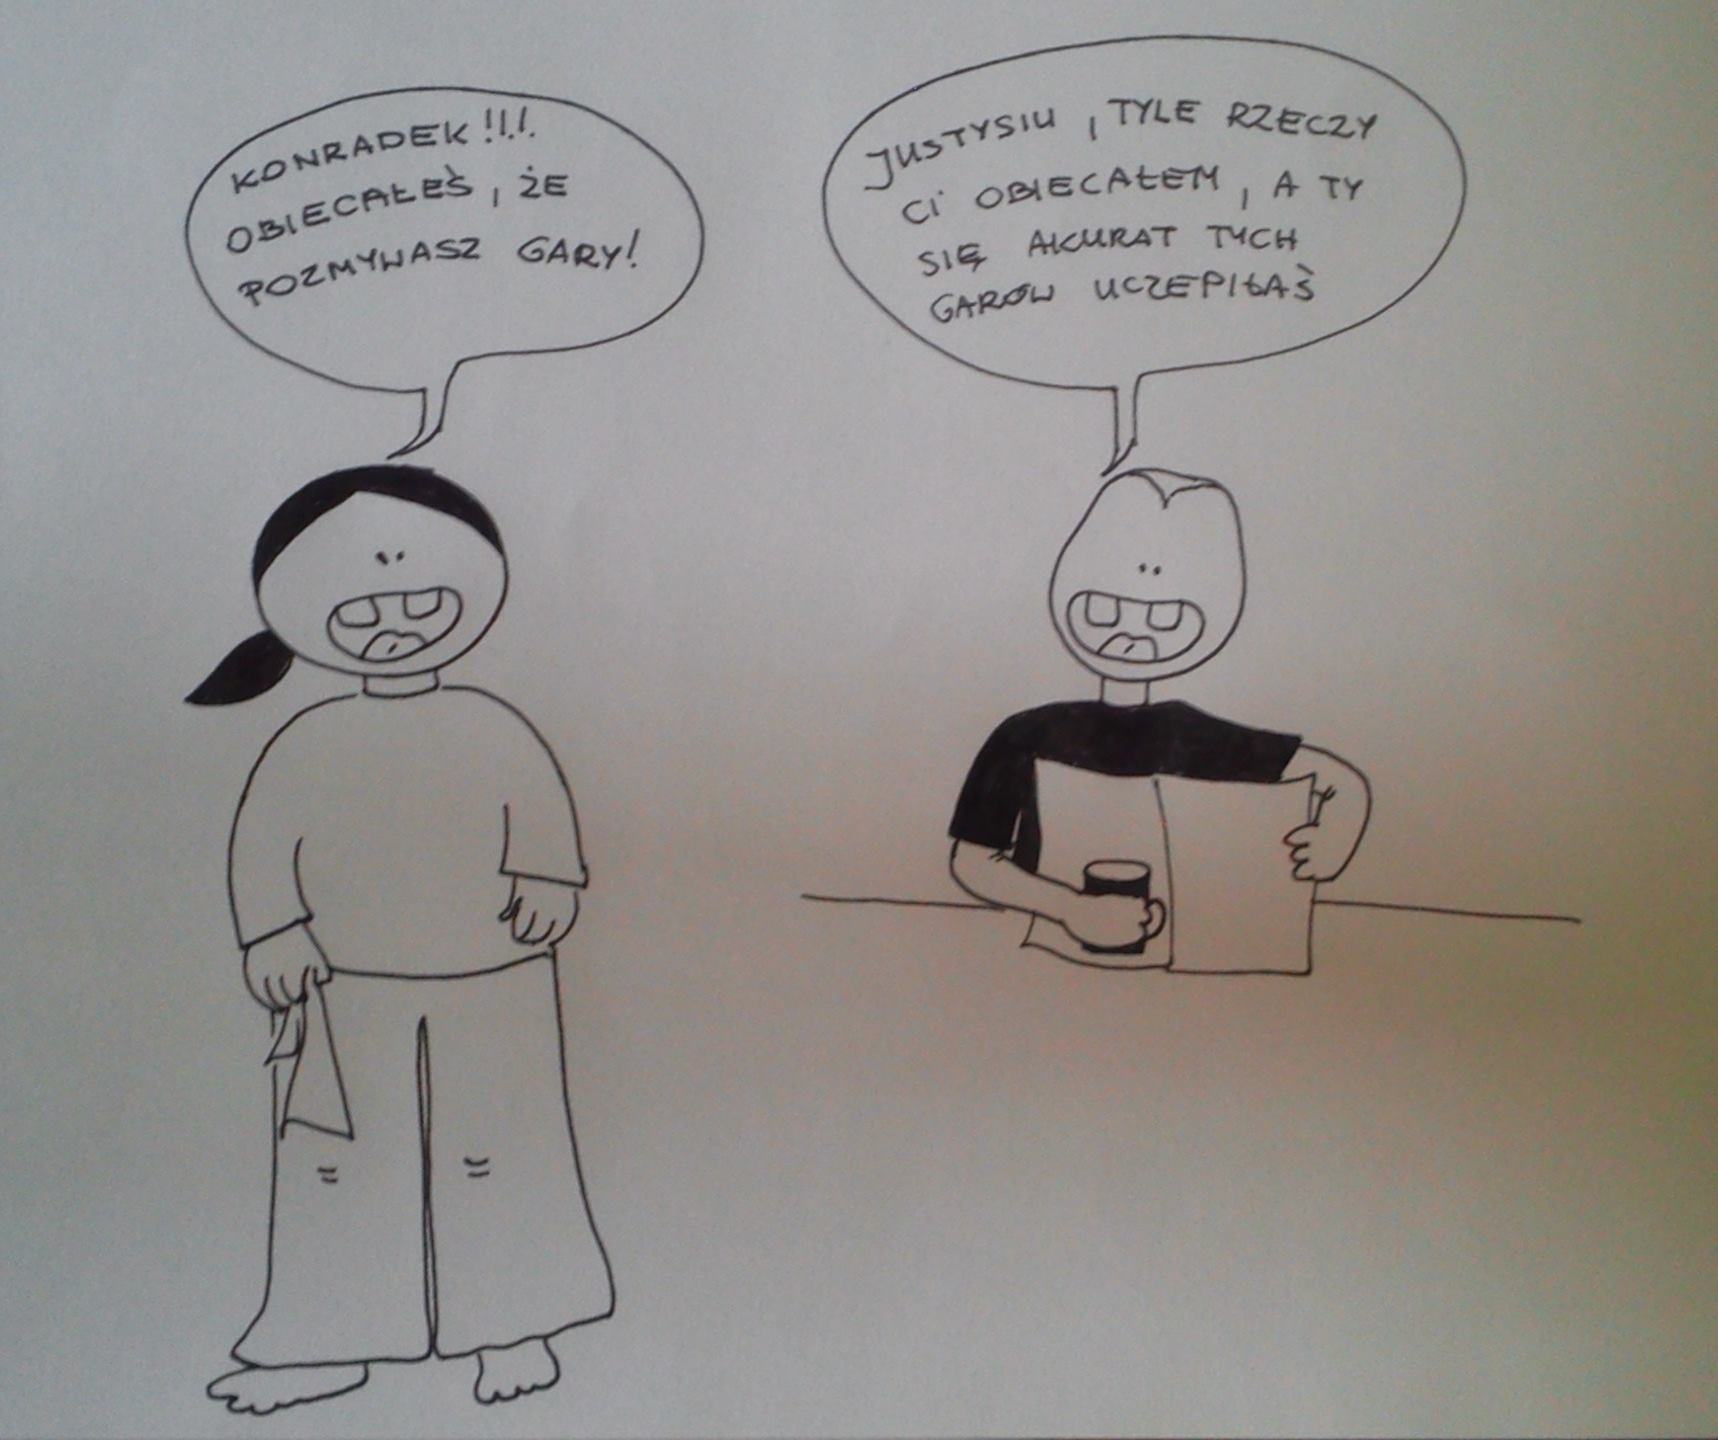 KONRADEK!!!!
OBIECAŁEŚ, ŻE
POZMYWASZ GARY!
JUSTYSIU, TYLE RZECZY
CI OBIECAŁEM, A TY
SIĘ AKURAT TYCH
GARÓW UCZEPIŁAŚ